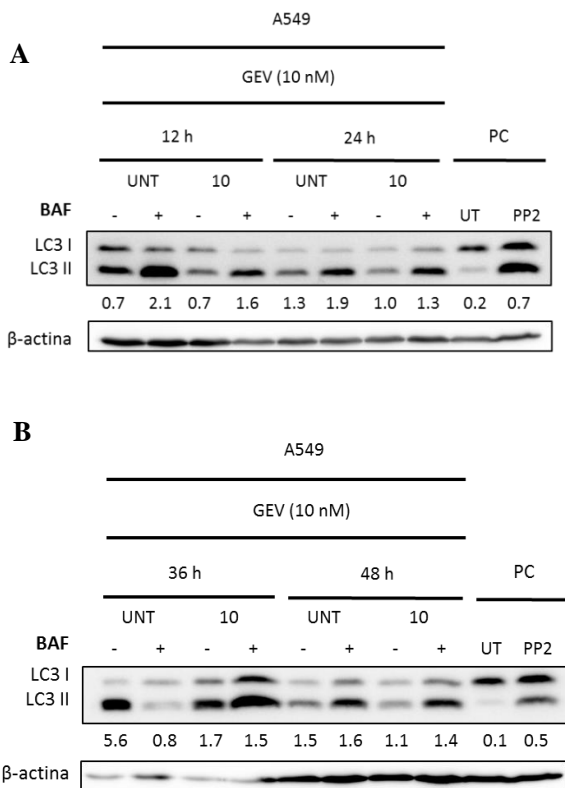 A
A549
GEV (10 nM)
12 h 24 h PC
UNT 10 UNT 10
BAF - + - + - + - + UT PP2
LC3 I
LC3 II
0.7 2.1 0.7 1.6 1.3 1.9 1.0 1.3 0.2 0.7
β-actina
B
A549
GEV (10 nM)
36 h 48 h PC
UNT 10 UNT 10
BAF - + - + - + - + UT PP2
LC3 I
LC3 II
5.6 0.8 1.7 1.5 1.5 1.6 1.1 1.4 0.1 0.5
β-actina